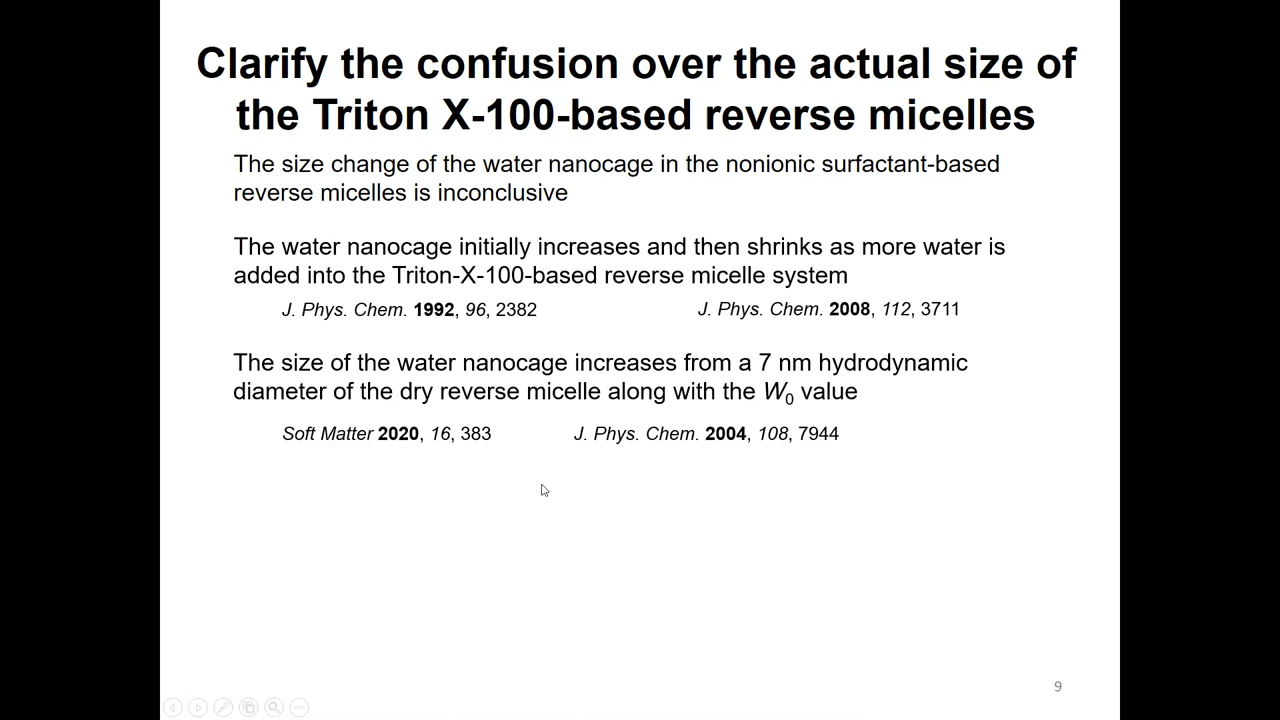 Clarify the confusion over the actual size of
the Triton X-100-based reverse micelles
The size change of the water nanocage in the nonionic surfactant-based
reverse micelles is inconclusive
The water nanocage initially increases and then shrinks as more water is
added into the Triton-X-100-based reverse micelle system
J. Phys. Chem. 1992, 96, 2382 J. Phys. Chem. 2008, 112, 3711
The size of the water nanocage increases from a 7 nm hydrodynamic
diameter of the dry reverse micelle along with the W0 value
Soft Matter 2020, 16, 383 J. Phys. Chem. 2004, 108, 7944
9